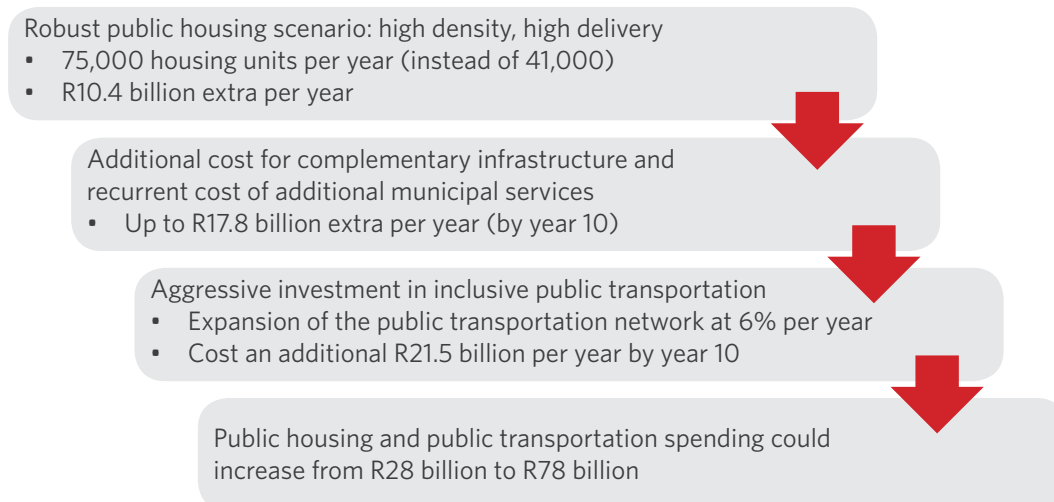 Robust public housing scenario: high density, high delivery
• 75,000 housing units per year (instead of 41,000)
• R10.4 billion extra per year
Additional cost for complementary infrastructure and
recurrent cost of additional municipal services
• Up to R17.8 billion extra per year (by year 10)
Aggressive investment in inclusive public transportation
• Expansion of the public transportation network at 6% per year
• Cost an additional R21.5 billion per year by year 10
Public housing and public transportation spending could
increase from R28 billion to R78 billion